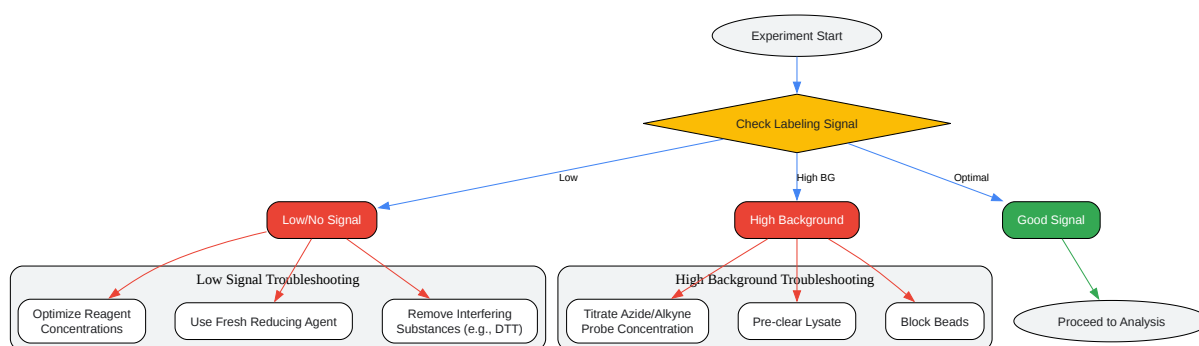 Experiment Start
Check Labeling Signal
Low
High BG
Optimal
Low/No Signal
High Background
Good Signal
Low Signal Troubleshooting
High Background Troubleshooting
Optimize Reagent
Concentrations
Use Fresh Reducing Agent
Remove Interfering
Substances (e.g., DTT)
Titrate Azide/Alkyne
Probe Concentration
Pre-clear Lysate
Block Beads
Proceed to Analysis